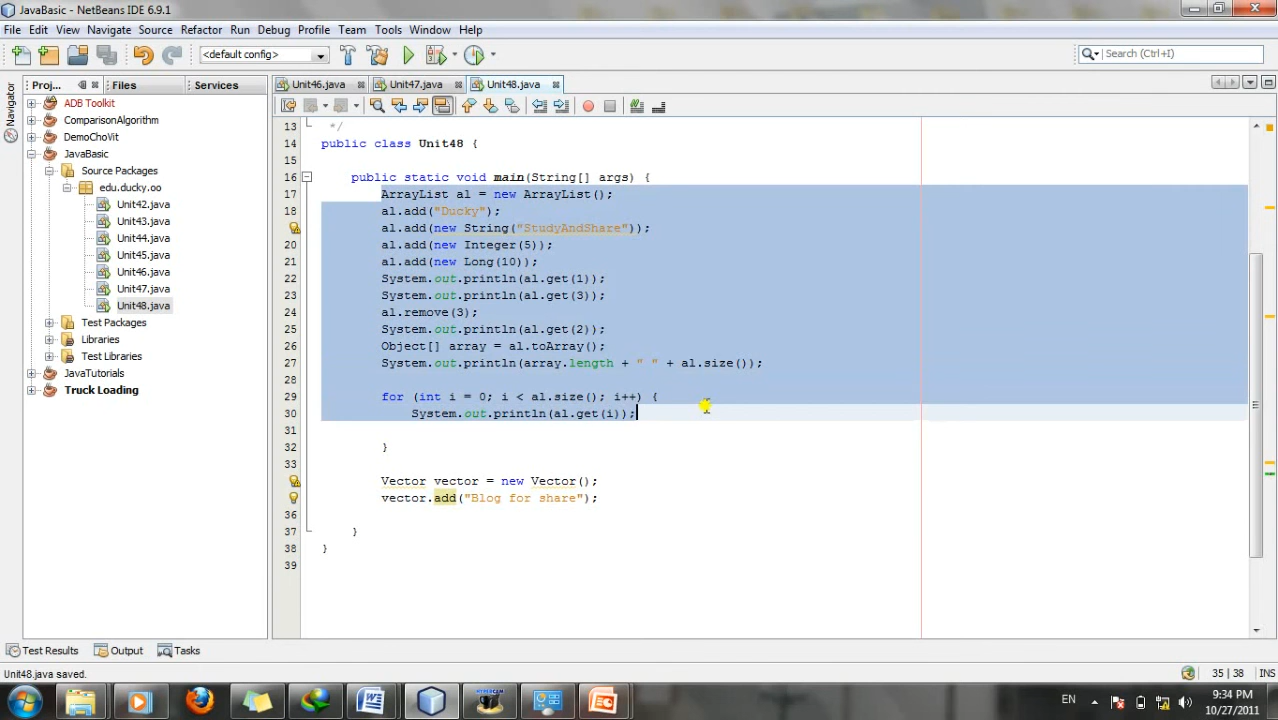 JavaBasic - NetBeans IDE 6.9.1
File Edit View Navigate Source Refactor Run Debug Profile Team Tools Window Help
<default config> Search (Ctrl+I)
Proj... Files Services Unit46.java Unit47.java Unit48.java
Navigator
ADB Toolkit
ComparisonAlgorithm
DemoChoVit
JavaBasic
Source Packages
edu.ducky.oo
Unit42.java
Unit43.java
Unit44.java
Unit45.java
Unit46.java
Unit47.java
Unit48.java
Test Packages
Libraries
Test Libraries
JavaTutorials
Truck Loading
13 */
14 public class Unit48 {
15
16 public static void main(String[] args) {
17 ArrayList al = new ArrayList();
18 al.add("Ducky");
al.add(new String("StudyAndShare"));
20 al.add(new Integer(5));
21 al.add(new Long(10));
22 System.out.println(al.get(1));
23 System.out.println(al.get(3));
24 al.remove(3);
25 System.out.println(al.get(2));
26 Object[] array = al.toArray();
27 System.out.println(array.length + " " + al.size());
28
29 for (int i = 0; i < al.size(); i++) {
30 System.out.println(al.get(i));
31
32 }
33
Vector vector = new Vector();
vector.add("Blog for share");
36
37 }
38 }
39
Test Results Output Tasks
Unit48.java saved. 35 | 38 INS
EN 9:34 PM
10/27/2011